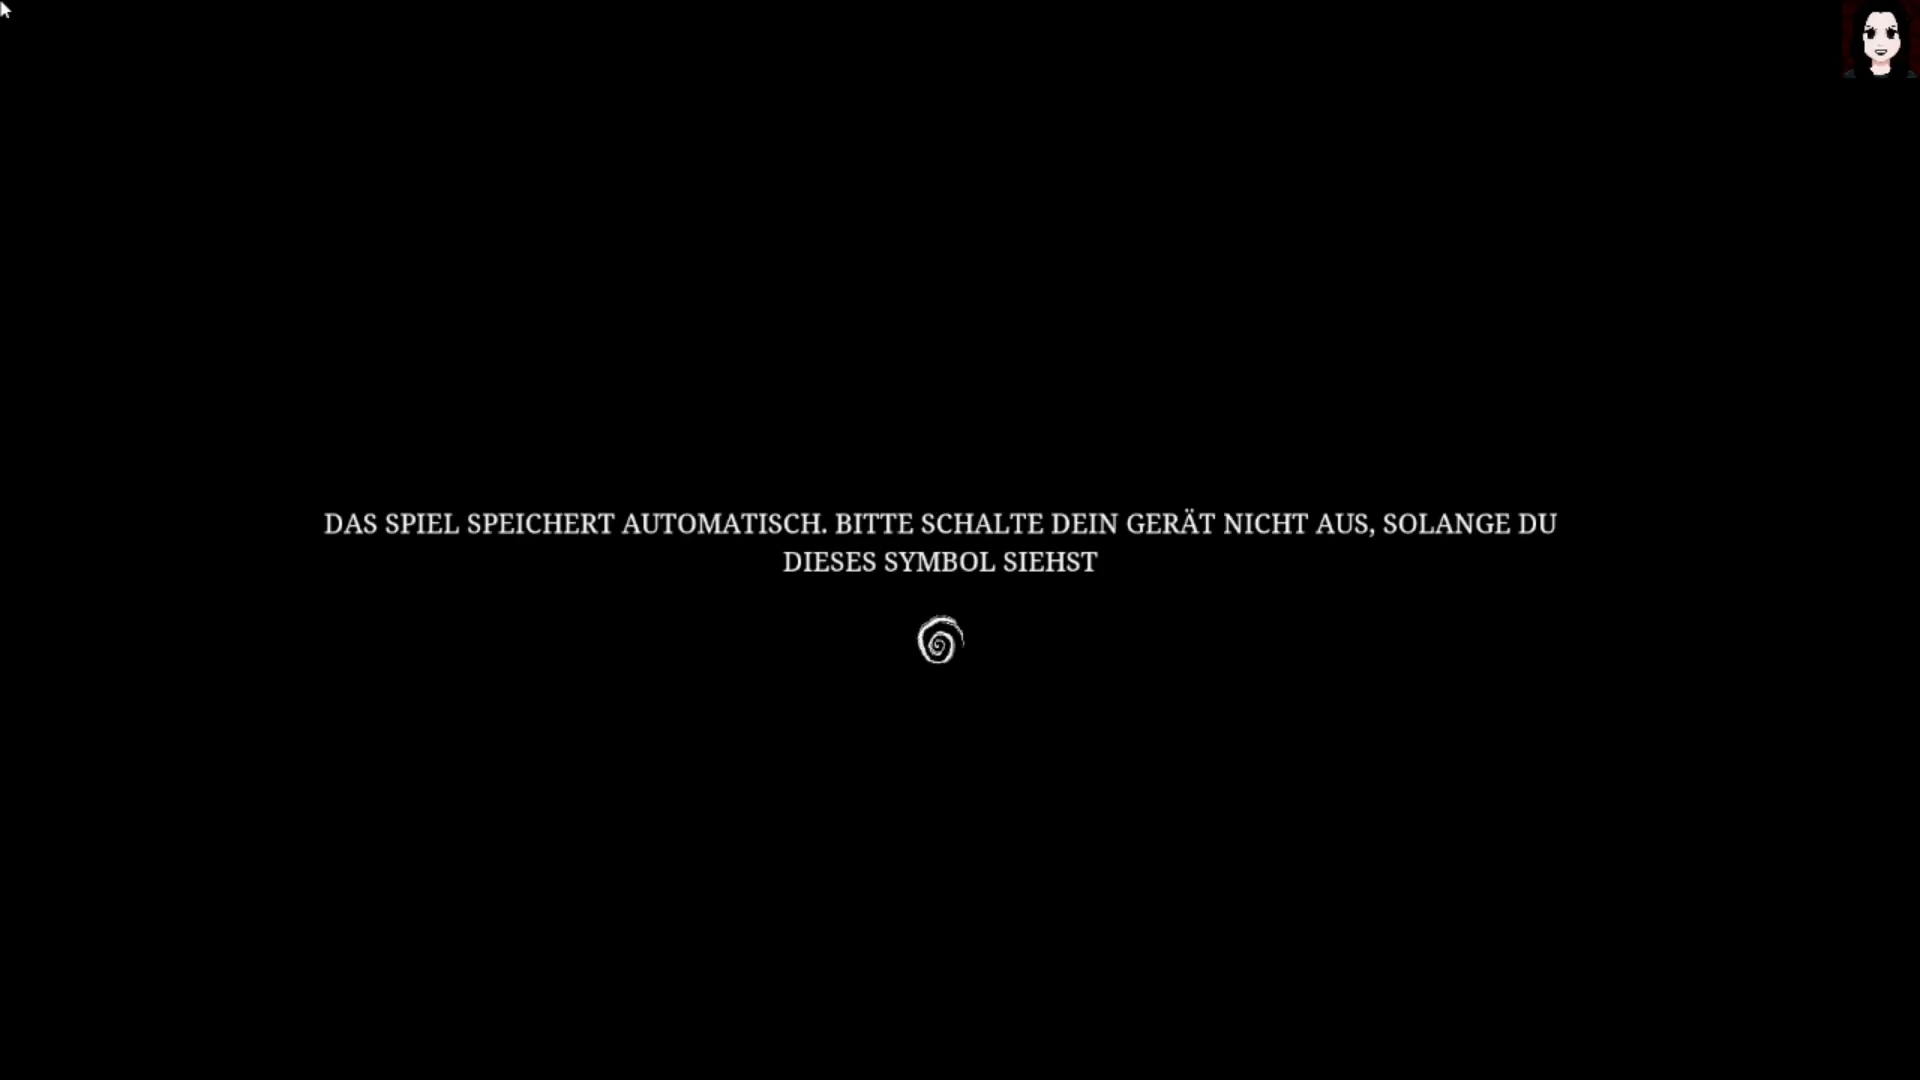 DAS SPIEL SPEICHERT AUTOMATISCH. BITTE SCHALTE DEIN GERÄT NICHT AUS, SOLANGE DU
DIESES SYMBOL SIEHST